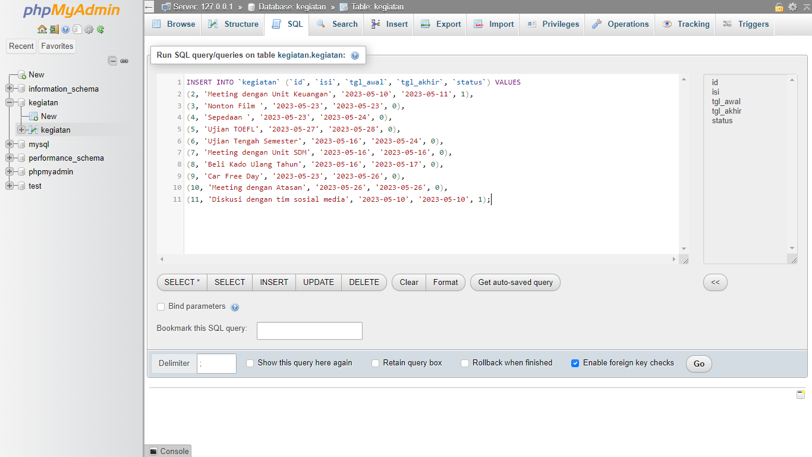 phpMyAdmin
Recent Favorites
New
information_schema
kegiatan
New
kegiatan
mysql
performance_schema
phpmyadmin
test
Server: 127.0.0.1 » Database: kegiatan » Table: kegiatan
Browse Structure SQL Search Insert Export Import Privileges Operations Tracking Triggers
Run SQL query/queries on table kegiatan.kegiatan:
1 INSERT INTO `kegiatan` (`id`, `isi`, `tgl_awal`, `tgl_akhir`, `status`) VALUES
2 (2, 'Meeting dengan Unit Keuangan', '2023-05-10', '2023-05-11', 1),
3 (3, 'Nonton Film ', '2023-05-23', '2023-05-23', 0),
4 (4, 'Sepedaan ', '2023-05-23', '2023-05-24', 0),
5 (5, 'Ujian TOEFL', '2023-05-27', '2023-05-28', 0),
6 (6, 'Ujian Tengah Semester', '2023-05-16', '2023-05-24', 0),
7 (7, 'Meeting dengan Unit SDM', '2023-05-16', '2023-05-16', 0),
8 (8, 'Beli Kado Ulang Tahun', '2023-05-16', '2023-05-17', 0),
9 (9, 'Car Free Day', '2023-05-23', '2023-05-26', 0),
10 (10, 'Meeting dengan Atasan', '2023-05-26', '2023-05-26', 0),
11 (11, 'Diskusi dengan tim sosial media', '2023-05-10', '2023-05-10', 1);
id
isi
tgl_awal
tgl_akhir
status
SELECT * SELECT INSERT UPDATE DELETE Clear Format Get auto-saved query <<
Bind parameters
Bookmark this SQL query:
Delimiter ; Show this query here again Retain query box Rollback when finished Enable foreign key checks Go
Console